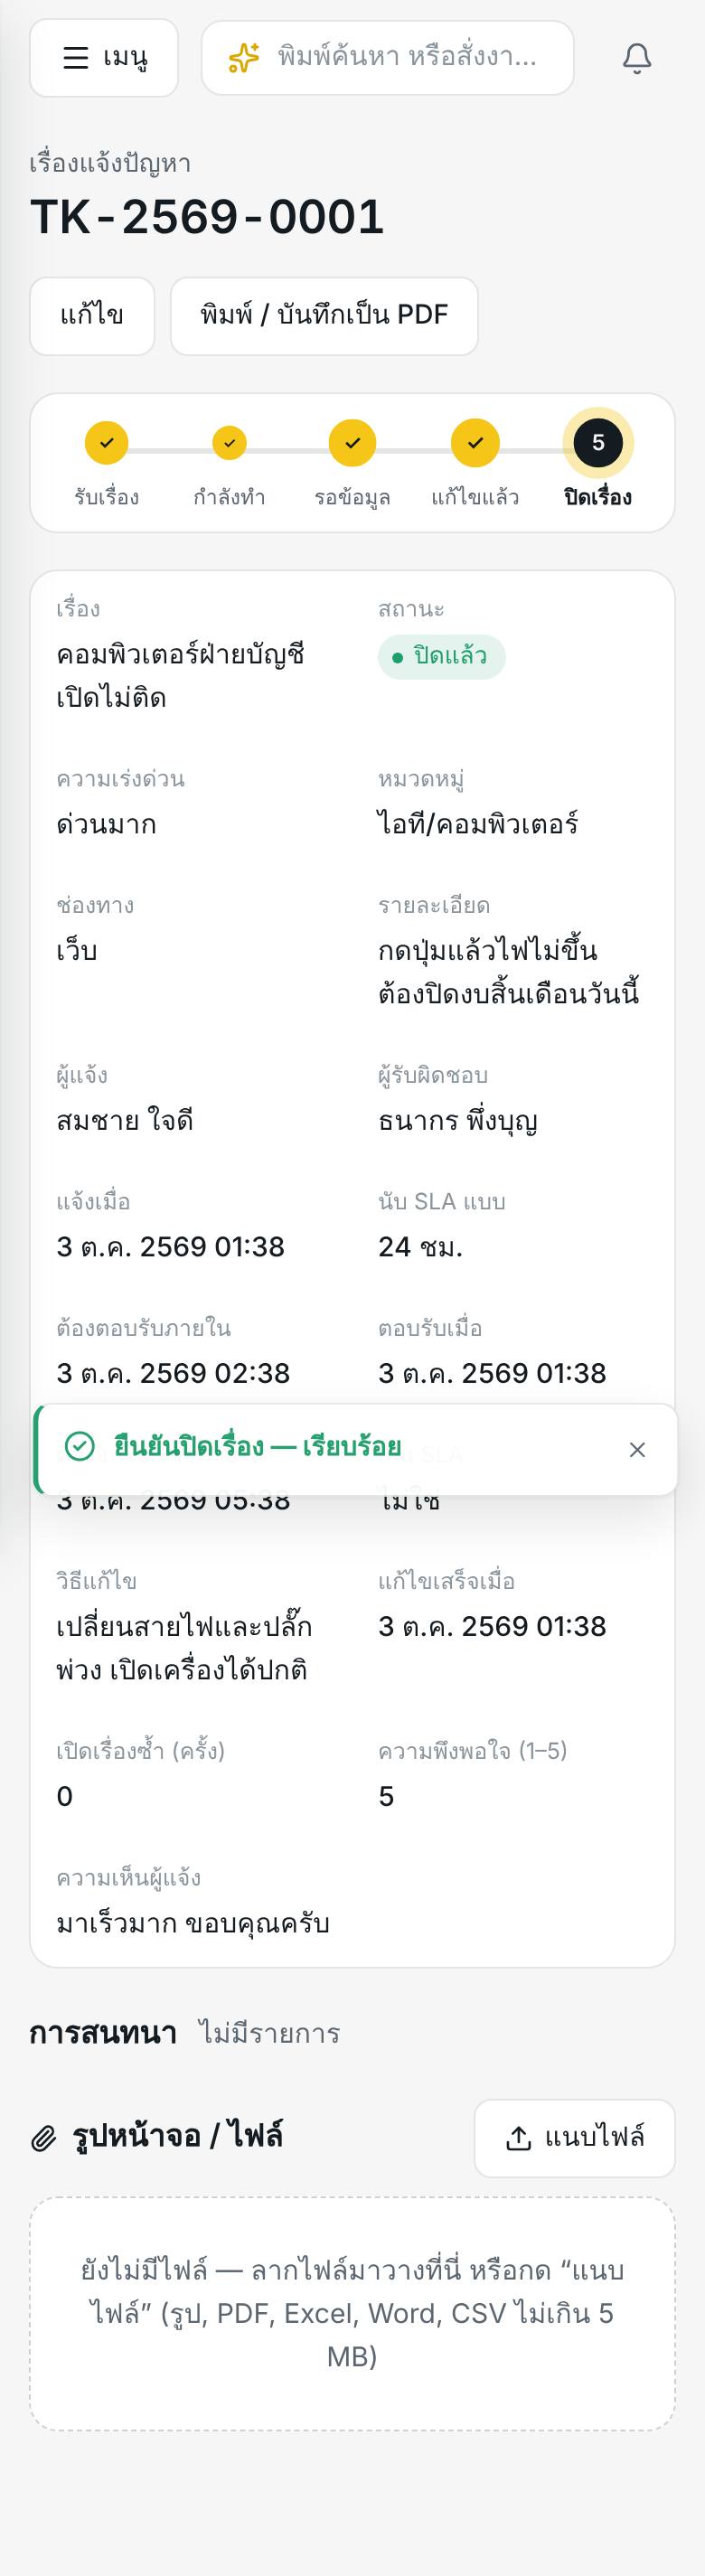 เมนู
พิมพ์ค้นหา หรือสั่งงา...
เรื่องแจ้งปัญหา
TK-2569-0001
แก้ไข
พิมพ์ / บันทึกเป็น PDF
5
รับเรื่อง
กำลังทำ
รอข้อมูล
แก้ไขแล้ว
ปิดเรื่อง
เรื่อง
สถานะ
คอมพิวเตอร์ฝ่ายบัญชี
เปิดไม่ติด
ปิดแล้ว
ความเร่งด่วน
หมวดหมู่
ด่วนมาก
ไอที/คอมพิวเตอร์
ช่องทาง
รายละเอียด
เว็บ
กดปุ่มแล้วไฟไม่ขึ้น
ต้องปิดงบสิ้นเดือนวันนี้
ผู้แจ้ง
ผู้รับผิดชอบ
สมชาย ใจดี
ธนากร พึ่งบุญ
แจ้งเมื่อ
นับ SLA แบบ
3 ต.ค. 2569 01:38
24 ชม.
ต้องตอบรับภายใน
ตอบรับเมื่อ
3 ต.ค. 2569 02:38
3 ต.ค. 2569 01:38
ยืนยันปิดเรื่อง — เรียบร้อย
SLA
3 ต.ค. 2569 05:38
ไม่ใช่
วิธีแก้ไข
แก้ไขเสร็จเมื่อ
เปลี่ยนสายไฟและปลั๊ก
พ่วง เปิดเครื่องได้ปกติ
3 ต.ค. 2569 01:38
เปิดเรื่องซ้ำ (ครั้ง)
ความพึงพอใจ (1–5)
0
5
ความเห็นผู้แจ้ง
มาเร็วมาก ขอบคุณครับ
การสนทนา ไม่มีรายการ
รูปหน้าจอ / ไฟล์
แนบไฟล์
ยังไม่มีไฟล์ — ลากไฟล์มาวางที่นี่ หรือกด “แนบ
ไฟล์” (รูป, PDF, Excel, Word, CSV ไม่เกิน 5
MB)